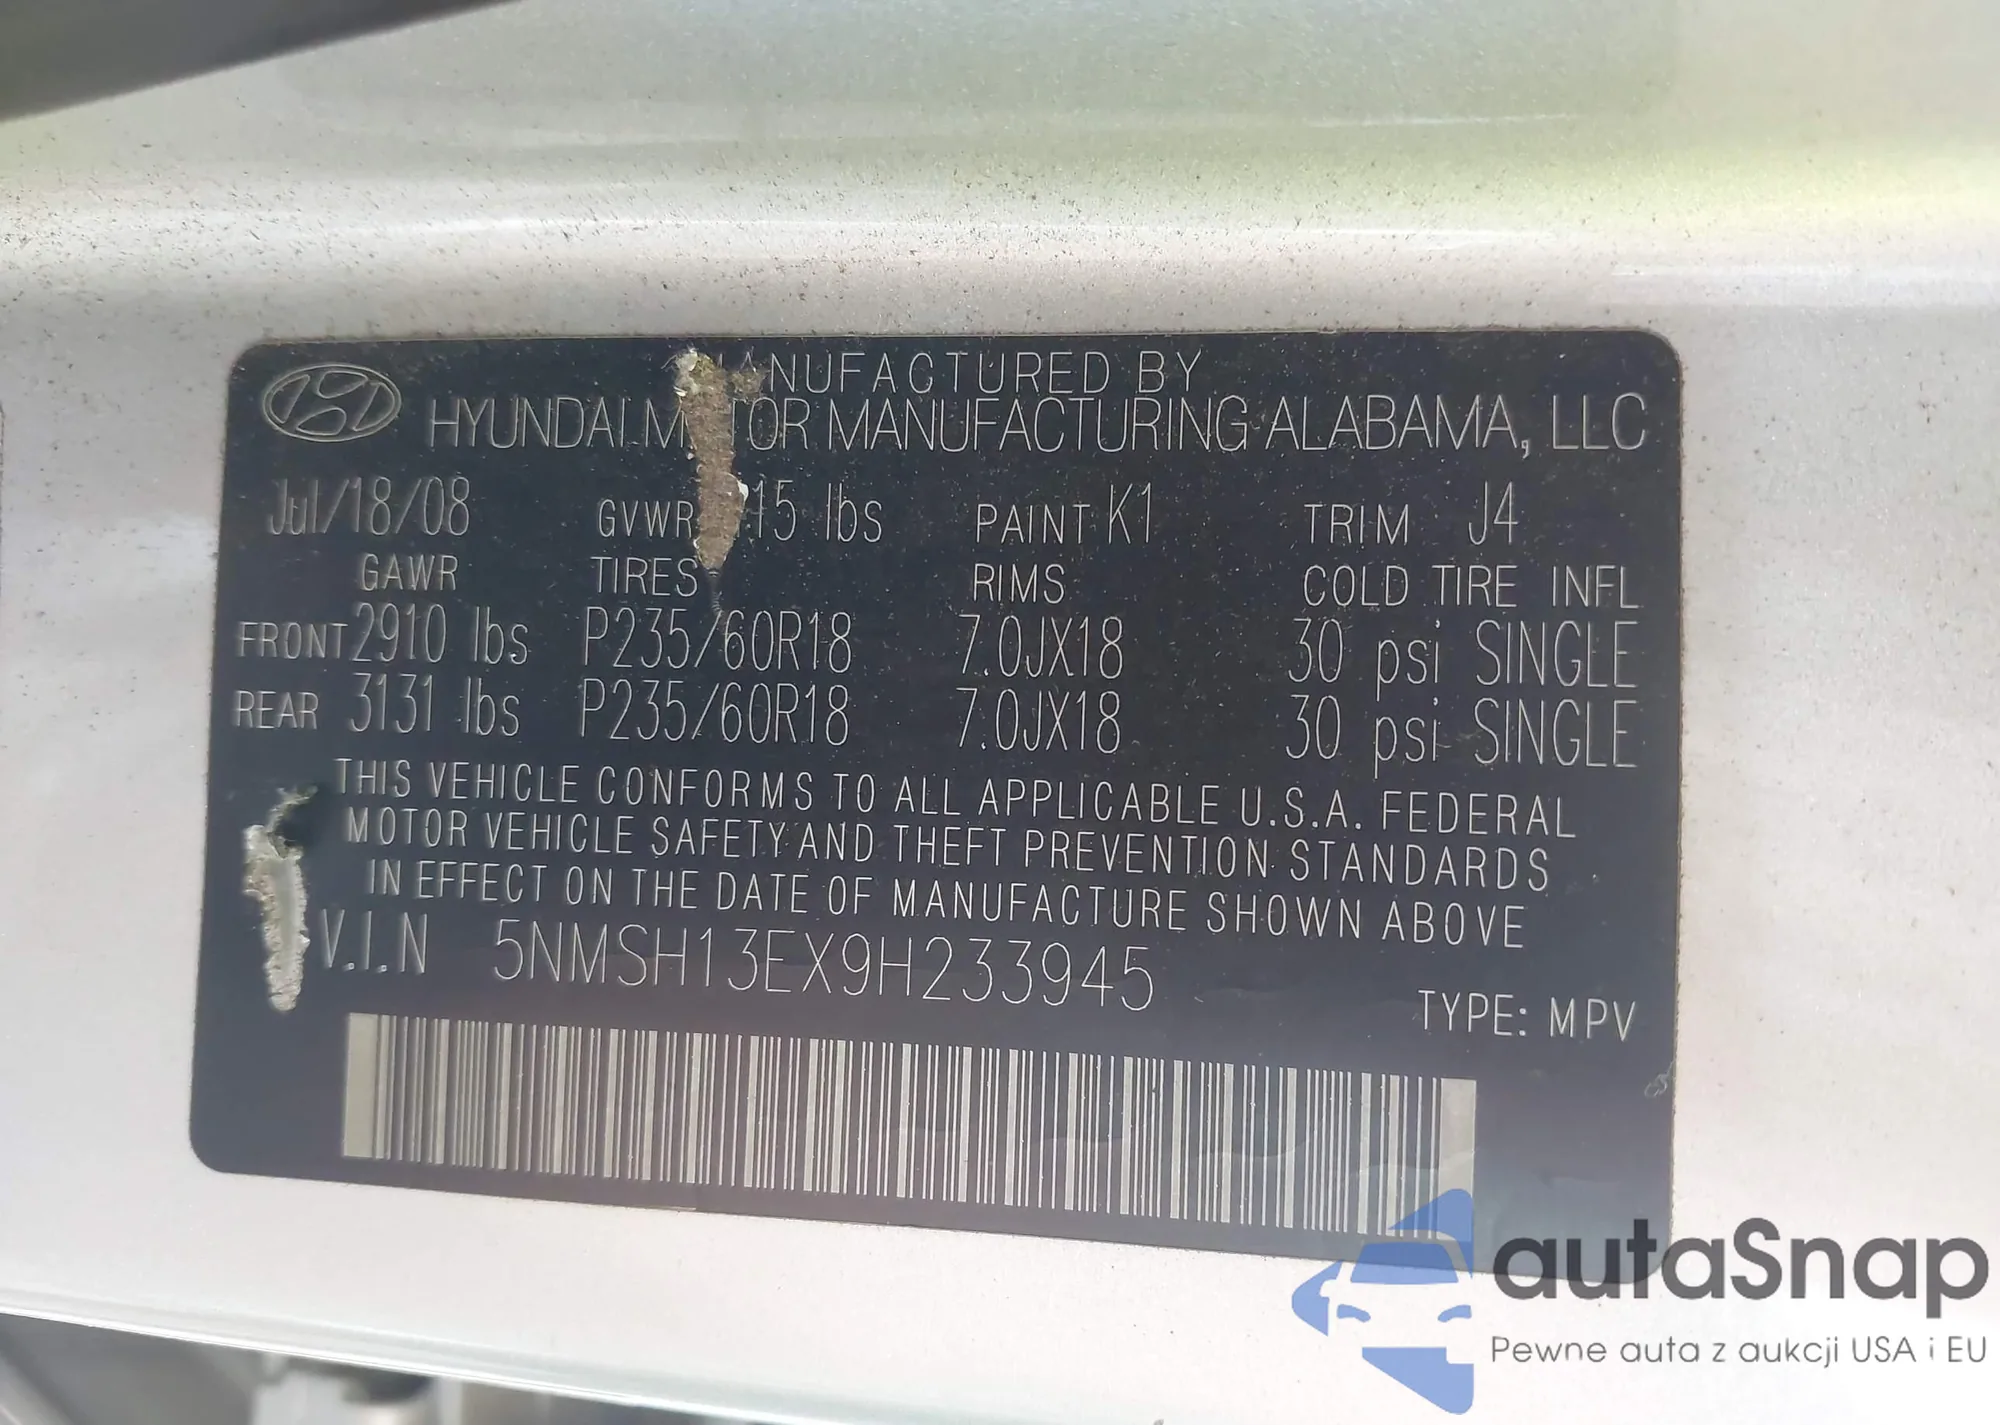 MANUFACTURED BY
HYUNDAI MOTOR MANUFACTURING ALABAMA, LLC
Jul/18/08 GVWR 15 lbs PAINT K1 TRIM J4
GAWR TIRES RIMS COLD TIRE INFL
FRONT 2910 lbs P235/60R18 7.0JX18 30 psi SINGLE
REAR 3131 lbs P235/60R18 7.0JX18 30 psi SINGLE
THIS VEHICLE CONFORMS TO ALL APPLICABLE U.S.A. FEDERAL
MOTOR VEHICLE SAFETY AND THEFT PREVENTION STANDARDS
IN EFFECT ON THE DATE OF MANUFACTURE SHOWN ABOVE
V.I.N 5NMSH13EX9H233945
TYPE: MPV
autaSnap
Pewne auta z aukcji USA i EU